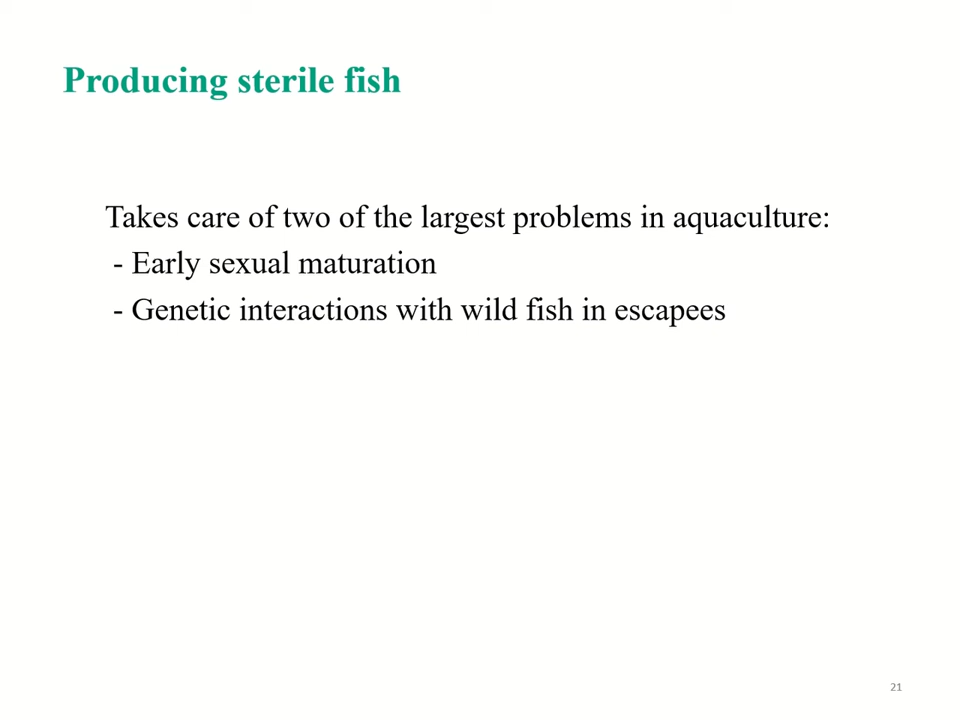 Producing sterile fish
Takes care of two of the largest problems in aquaculture:
- Early sexual maturation
- Genetic interactions with wild fish in escapees
21